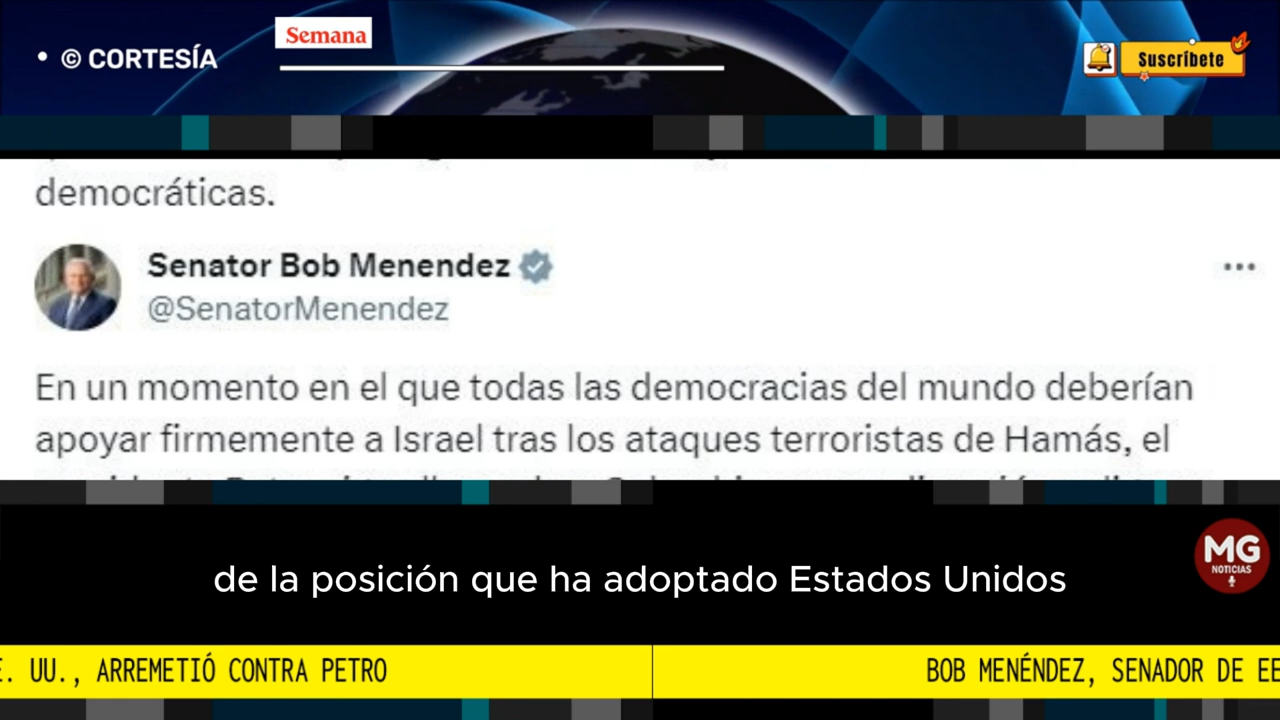 • © CORTESÍA
Semana
Suscríbete
democráticas.
Senator Bob Menendez
@SenatorMenendez
En un momento en el que todas las democracias del mundo deberían
apoyar firmemente a Israel tras los ataques terroristas de Hamás, el
de la posición que ha adoptado Estados Unidos
MG
NOTICIAS
E. UU., ARREMETIÓ CONTRA PETRO
BOB MENÉNDEZ, SENADOR DE EE